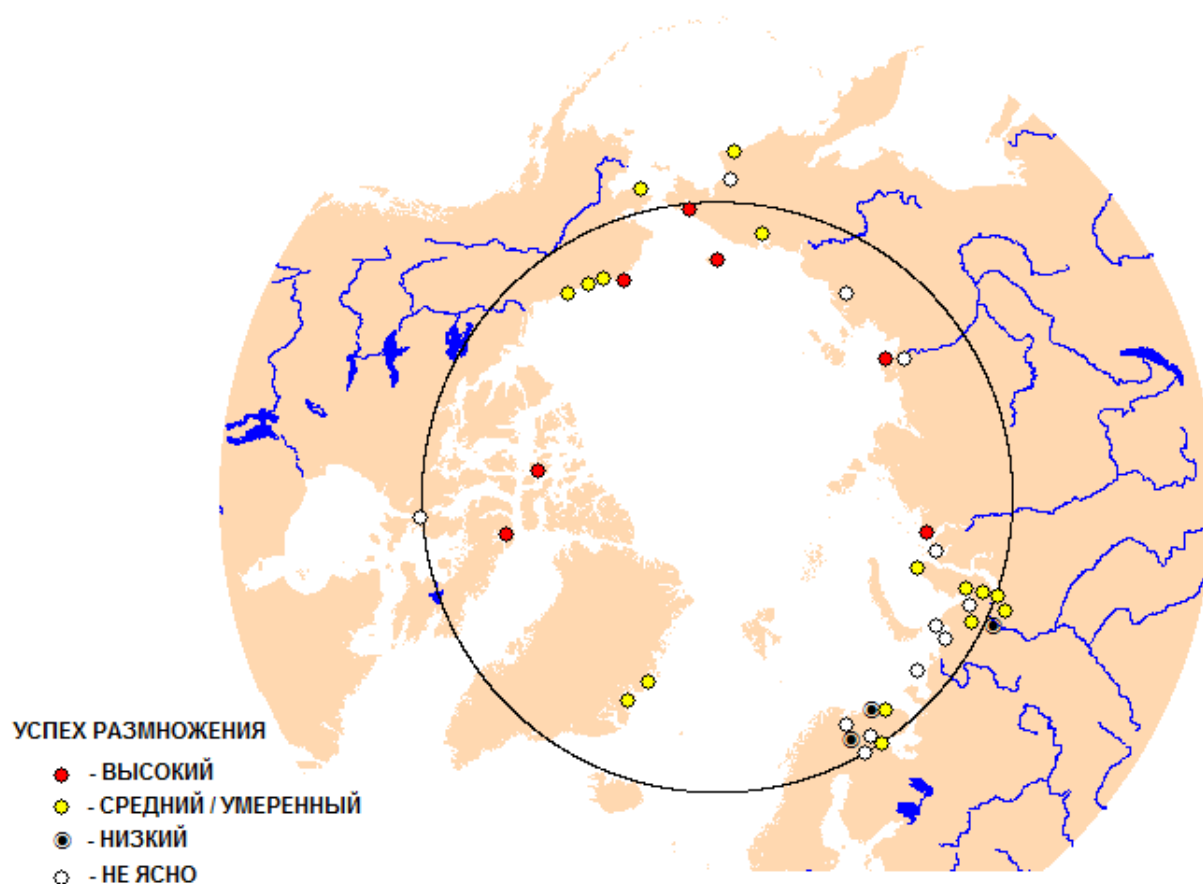 УСПЕХ РАЗМНОЖЕНИЯ
- ВЫСОКИЙ
- СРЕДНИЙ / УМЕРЕННЫЙ
- НИЗКИЙ
- НЕ ЯСНО